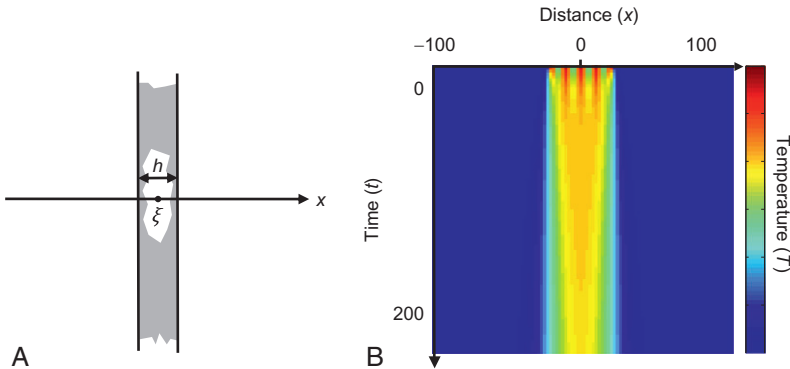 h
x
ξ
A
Distance (x)
−100 0 100
0
Time (t)
200
Temperature (T)
B